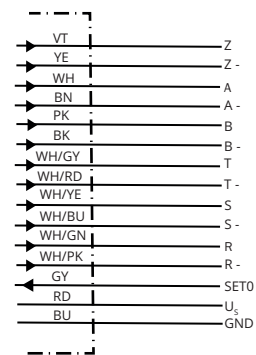 VT Z
YE Z -
WH A
BN A -
PK B
BK B -
WH/GY T
WH/RD T -
WH/YE S
WH/BU S -
WH/GN R
WH/PK R -
GY SET0
RD Us
BU GND